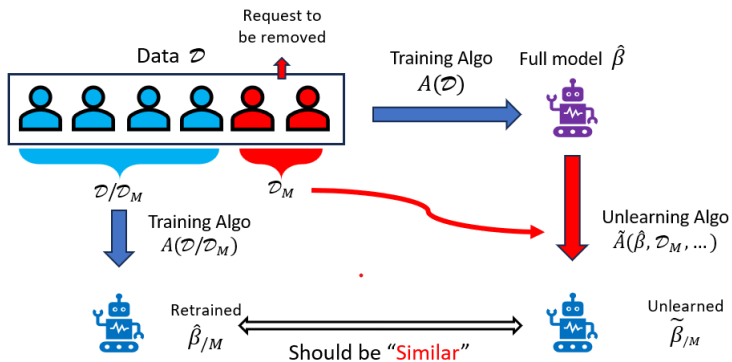 Request to
be removed
Data 𝒟
Training Algo
A(𝒟)
Full model β̂
𝒟/𝒟_M
𝒟_M
Training Algo
A(𝒟/𝒟_M)
Unlearning Algo
Ã(β̂, 𝒟_M, …)
Retrained
β̂_{/M}
Should be “Similar”
Unlearned
β̃_{/M}